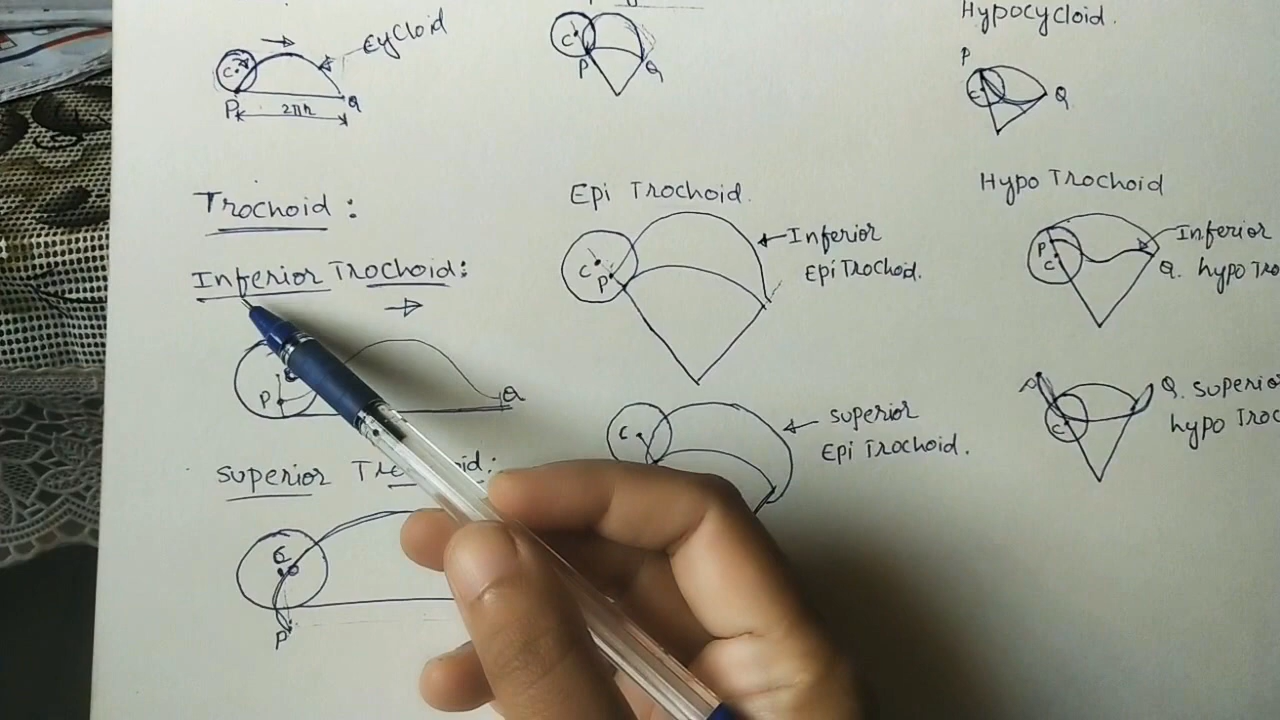 Cycloid
C
P
2πr
Q
C
P
Q
Hypocycloid.
P
C
Q
Trochoid:
Inferior Trochoid:
P
Q
Superior
C
P
Epi Trochoid.
C
P
Inferior
Epi Trochoid.
C
Superior
Epi Trochoid.
Hypo Trochoid
P
C
Inferior
Q. hypo
P
C
Q.
hypo